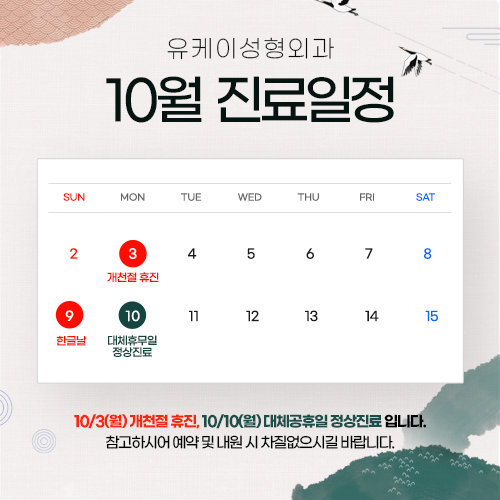 유케이성형외과
10월 진료일정
SUN MON TUE WED THU FRI SAT
2 3 4 5 6 7 8
개천절 휴진
9 10 11 12 13 14 15
한글날 대체휴무일
정상진료
10/3(월) 개천절 휴진, 10/10(월) 대체공휴일 정상진료 입니다.
참고하시어 예약 및 내원 시 차질없으시길 바랍니다.